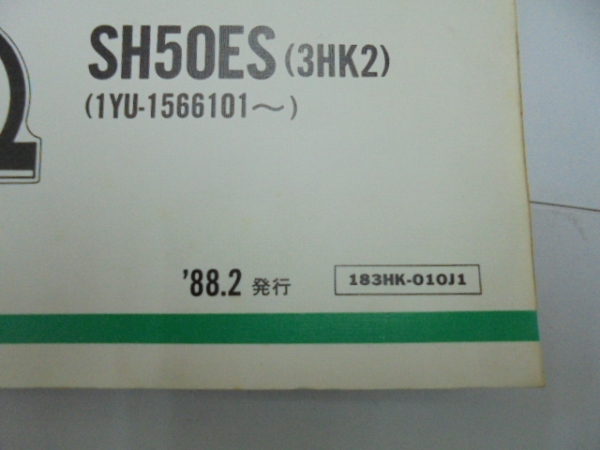 SH50ES (3HK2)
(1YU-1566101～)
'88.2 発行
183HK-010J1